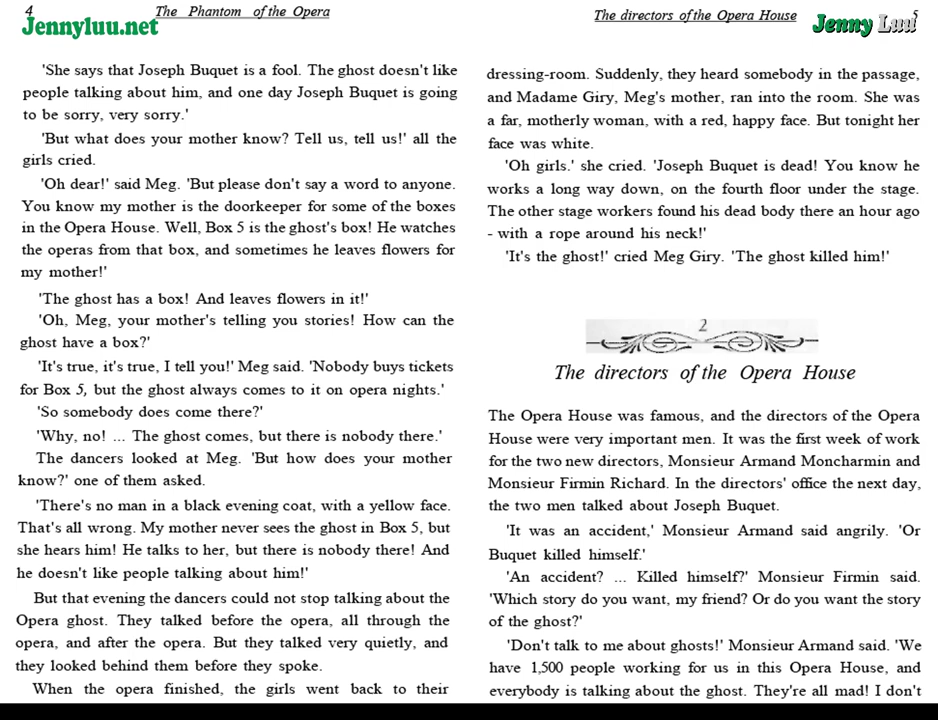 4
The Phantom of the Opera
Jennyluu.net
'She says that Joseph Buquet is a fool. The ghost doesn't like
people talking about him, and one day Joseph Buquet is going
to be sorry, very sorry.'
'But what does your mother know? Tell us, tell us!' all the
girls cried.
'Oh dear!' said Meg. 'But please don't say a word to anyone.
You know my mother is the doorkeeper for some of the boxes
in the Opera House. Well, Box 5 is the ghost's box! He watches
the operas from that box, and sometimes he leaves flowers for
my mother!'
'The ghost has a box! And leaves flowers in it!'
'Oh, Meg, your mother's telling you stories! How can the
ghost have a box?'
'It's true, it's true, I tell you!' Meg said. 'Nobody buys tickets
for Box 5, but the ghost always comes to it on opera nights.'
'So somebody does come there?'
'Why, no! ... The ghost comes, but there is nobody there.'
The dancers looked at Meg. 'But how does your mother
know?' one of them asked.
'There's no man in a black evening coat, with a yellow face.
That's all wrong. My mother never sees the ghost in Box 5, but
she hears him! He talks to her, but there is nobody there! And
he doesn't like people talking about him!'
But that evening the dancers could not stop talking about the
Opera ghost. They talked before the opera, all through the
opera, and after the opera. But they talked very quietly, and
they looked behind them before they spoke.
When the opera finished, the girls went back to their
The directors of the Opera House
Jenny Luu
5
dressing-room. Suddenly, they heard somebody in the passage,
and Madame Giry, Meg's mother, ran into the room. She was
a far, motherly woman, with a red, happy face. But tonight her
face was white.
'Oh girls.' she cried. 'Joseph Buquet is dead! You know he
works a long way down, on the fourth floor under the stage.
The other stage workers found his dead body there an hour ago
- with a rope around his neck!'
'It's the ghost!' cried Meg Giry. 'The ghost killed him!'
2
The directors of the Opera House
The Opera House was famous, and the directors of the Opera
House were very important men. It was the first week of work
for the two new directors, Monsieur Armand Moncharmin and
Monsieur Firmin Richard. In the directors' office the next day,
the two men talked about Joseph Buquet.
'It was an accident,' Monsieur Armand said angrily. 'Or
Buquet killed himself.'
'An accident? ... Killed himself?' Monsieur Firmin said.
'Which story do you want, my friend? Or do you want the story
of the ghost?'
'Don't talk to me about ghosts!' Monsieur Armand said. 'We
have 1,500 people working for us in this Opera House, and
everybody is talking about the ghost. They're all mad! I don't